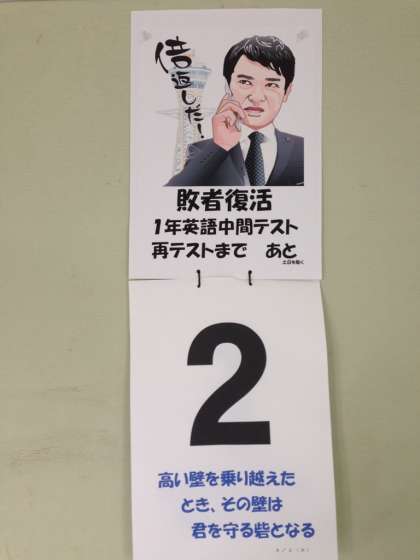 倍返しだ!
敗者復活
1年英語中間テスト
再テストまで あと
土日を除く
2
高い壁を乗り越えた
とき、その壁は
君を守る砦となる